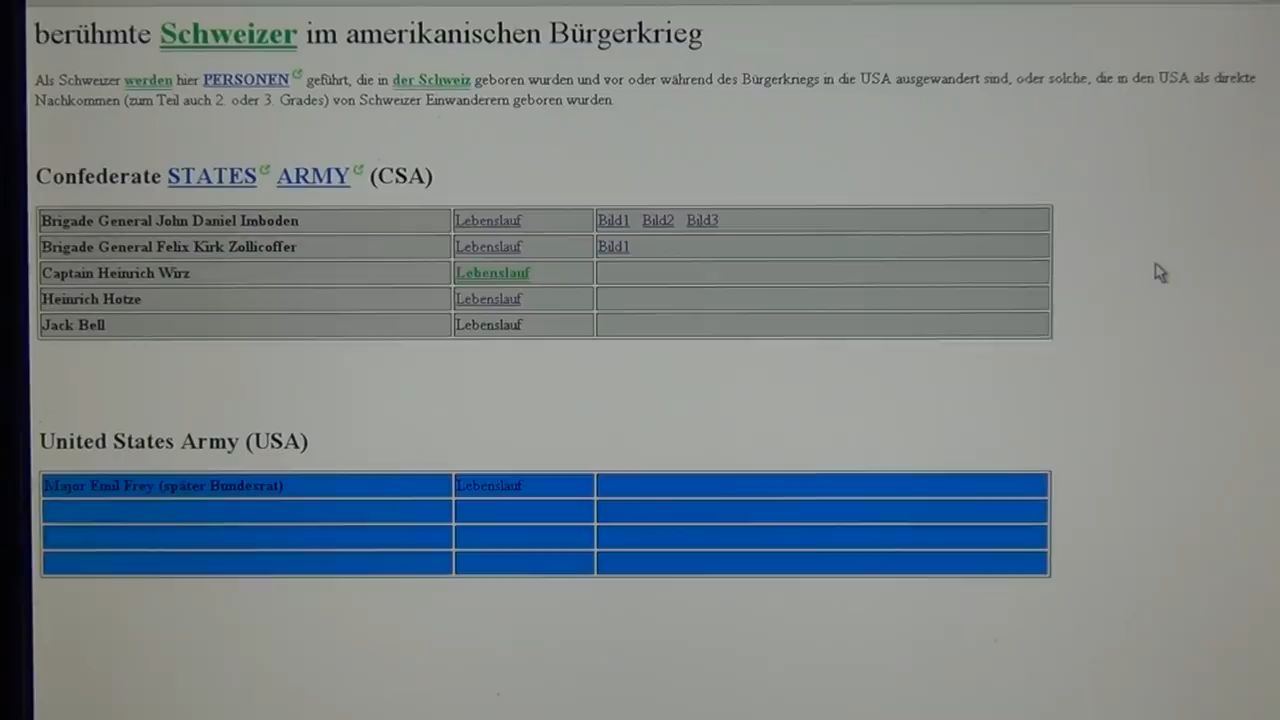 berühmte Schweizer im amerikanischen Bürgerkrieg
Als Schweizer werden hier PERSONEN geführt, die in der Schweiz geboren wurden und vor oder während des Bürgerkriegs in die USA ausgewandert sind, oder solche, die in den USA als direkte
Nachkommen (zum Teil auch 2. oder 3. Grades) von Schweizer Einwanderern geboren wurden.
Confederate STATES ARMY (CSA)
Brigade General John Daniel Imboden Lebenslauf Bild1 Bild2 Bild3
Brigade General Felix Kirk Zollicoffer Lebenslauf Bild1
Captain Heinrich Wirz Lebenslauf
Heinrich Hotze Lebenslauf
Jack Bell Lebenslauf
United States Army (USA)
Major Emil Frey (später Bundesrat) Lebenslauf